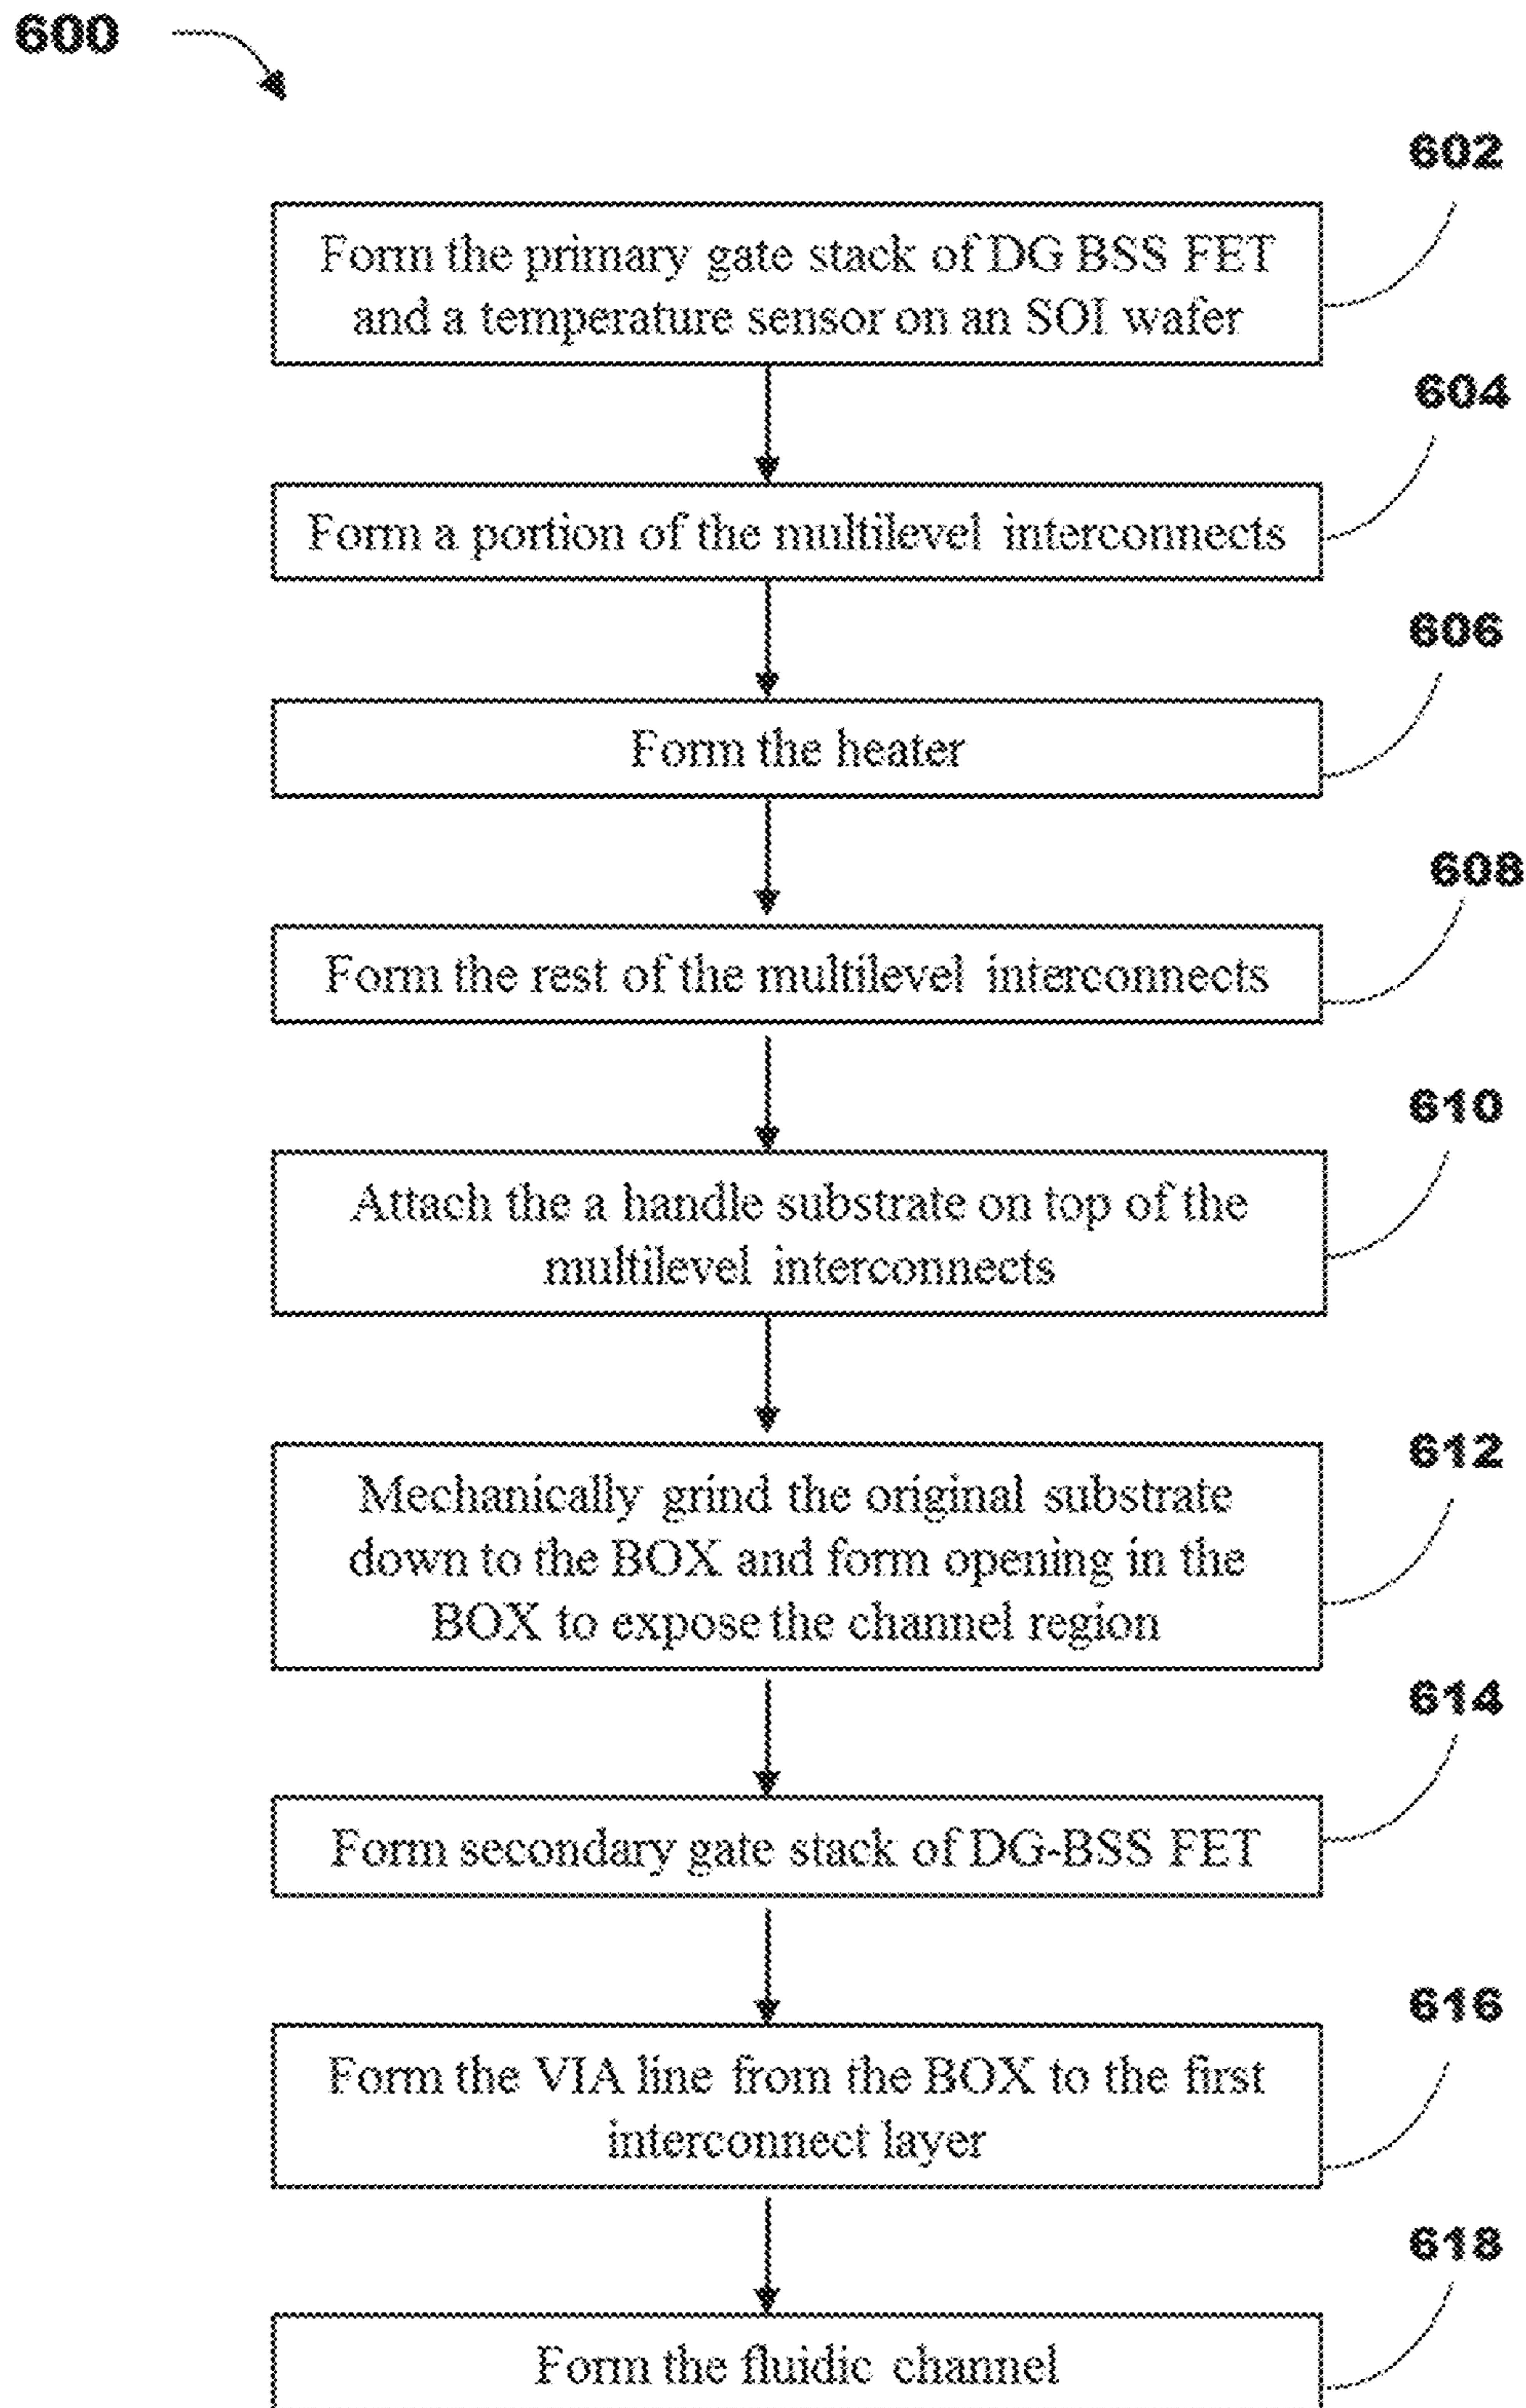 600
602
Form the primary gate stack of DG BSS FET
and a temperature sensor on an SOI wafer
604
Form a portion of the multilevel interconnects
606
Form the heater
608
Form the rest of the multilevel interconnects
610
Attach the a handle substrate on top of the
multilevel interconnects
612
Mechanically grind the original substrate
down to the BOX and form opening in the
BOX to expose the channel region
614
Form secondary gate stack of DG-BSS FET
616
Form the VIA line from the BOX to the first
interconnect layer
618
Form the fluidic channel